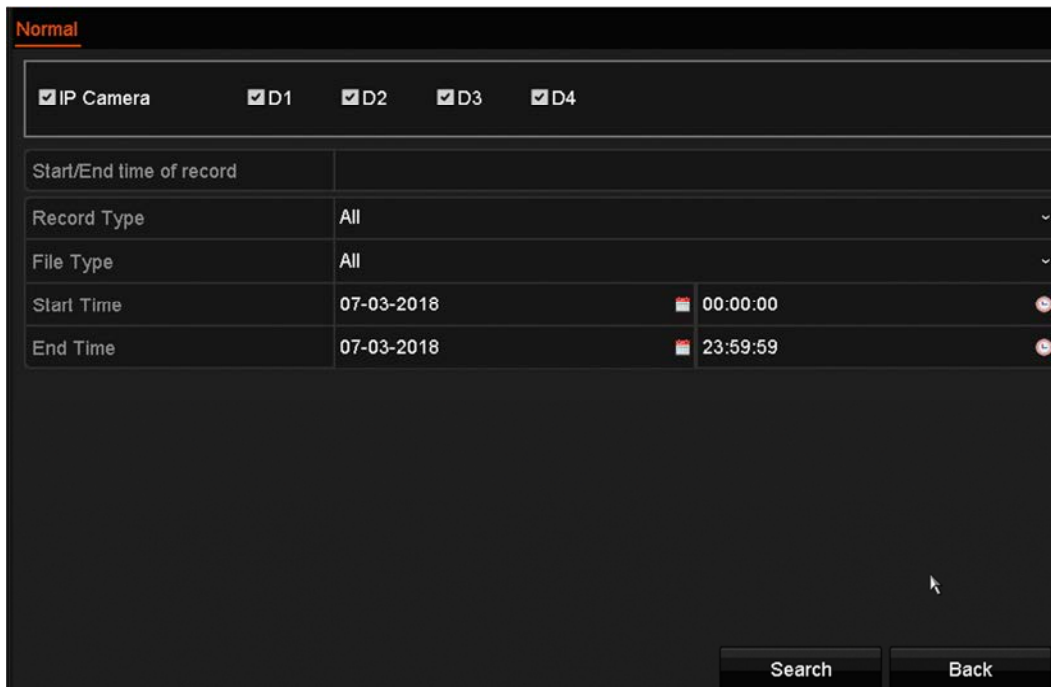 Normal
IP Camera D1 D2 D3 D4
Start/End time of record
Record Type All
File Type All
Start Time 07-03-2018 00:00:00
End Time 07-03-2018 23:59:59
Search Back